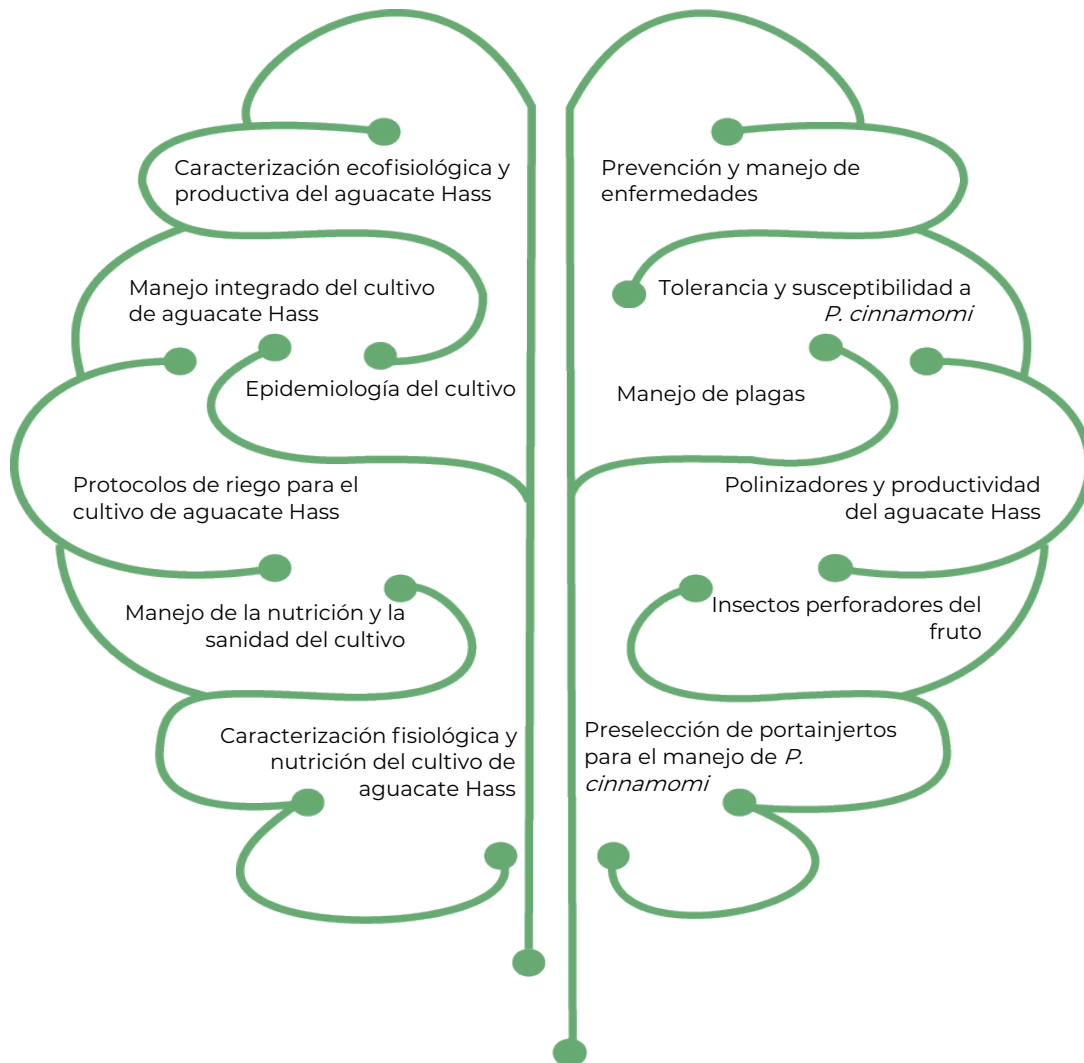 Caracterización ecofisiológica y
productiva del aguacate Hass
Manejo integrado del cultivo
de aguacate Hass
Epidemiología del cultivo
Protocolos de riego para el
cultivo de aguacate Hass
Manejo de la nutrición y la
sanidad del cultivo
Caracterización fisiológica y
nutrición del cultivo de
aguacate Hass
Prevención y manejo de
enfermedades
Tolerancia y susceptibilidad a
P. cinnamomi
Manejo de plagas
Polinizadores y productividad
del aguacate Hass
Insectos perforadores del
fruto
Preselección de portainjertos
para el manejo de P.
cinnamomi